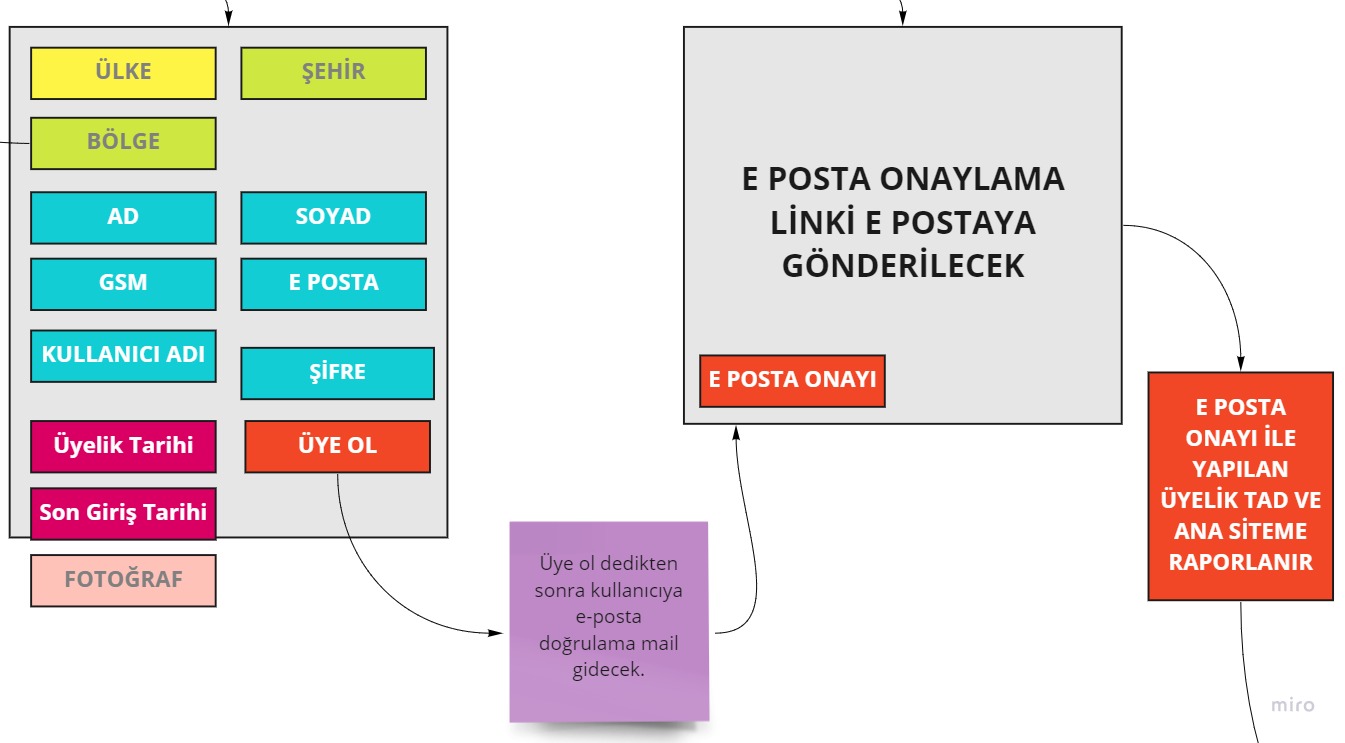 ÜLKE
ŞEHİR
BÖLGE
AD
SOYAD
GSM
E POSTA
KULLANICI ADI
ŞİFRE
Üyelik Tarihi
ÜYE OL
Son Giriş Tarihi
FOTOĞRAF
Üye ol dedikten
sonra kullanıcıya
e-posta
doğrulama mail
gidecek.
E POSTA ONAYLAMA
LİNKİ E POSTAYA
GÖNDERİLECEK
E POSTA ONAYI
E POSTA
ONAYI İLE
YAPILAN
ÜYELİK TAD VE
ANA SİTEME
RAPORLANIR
miro